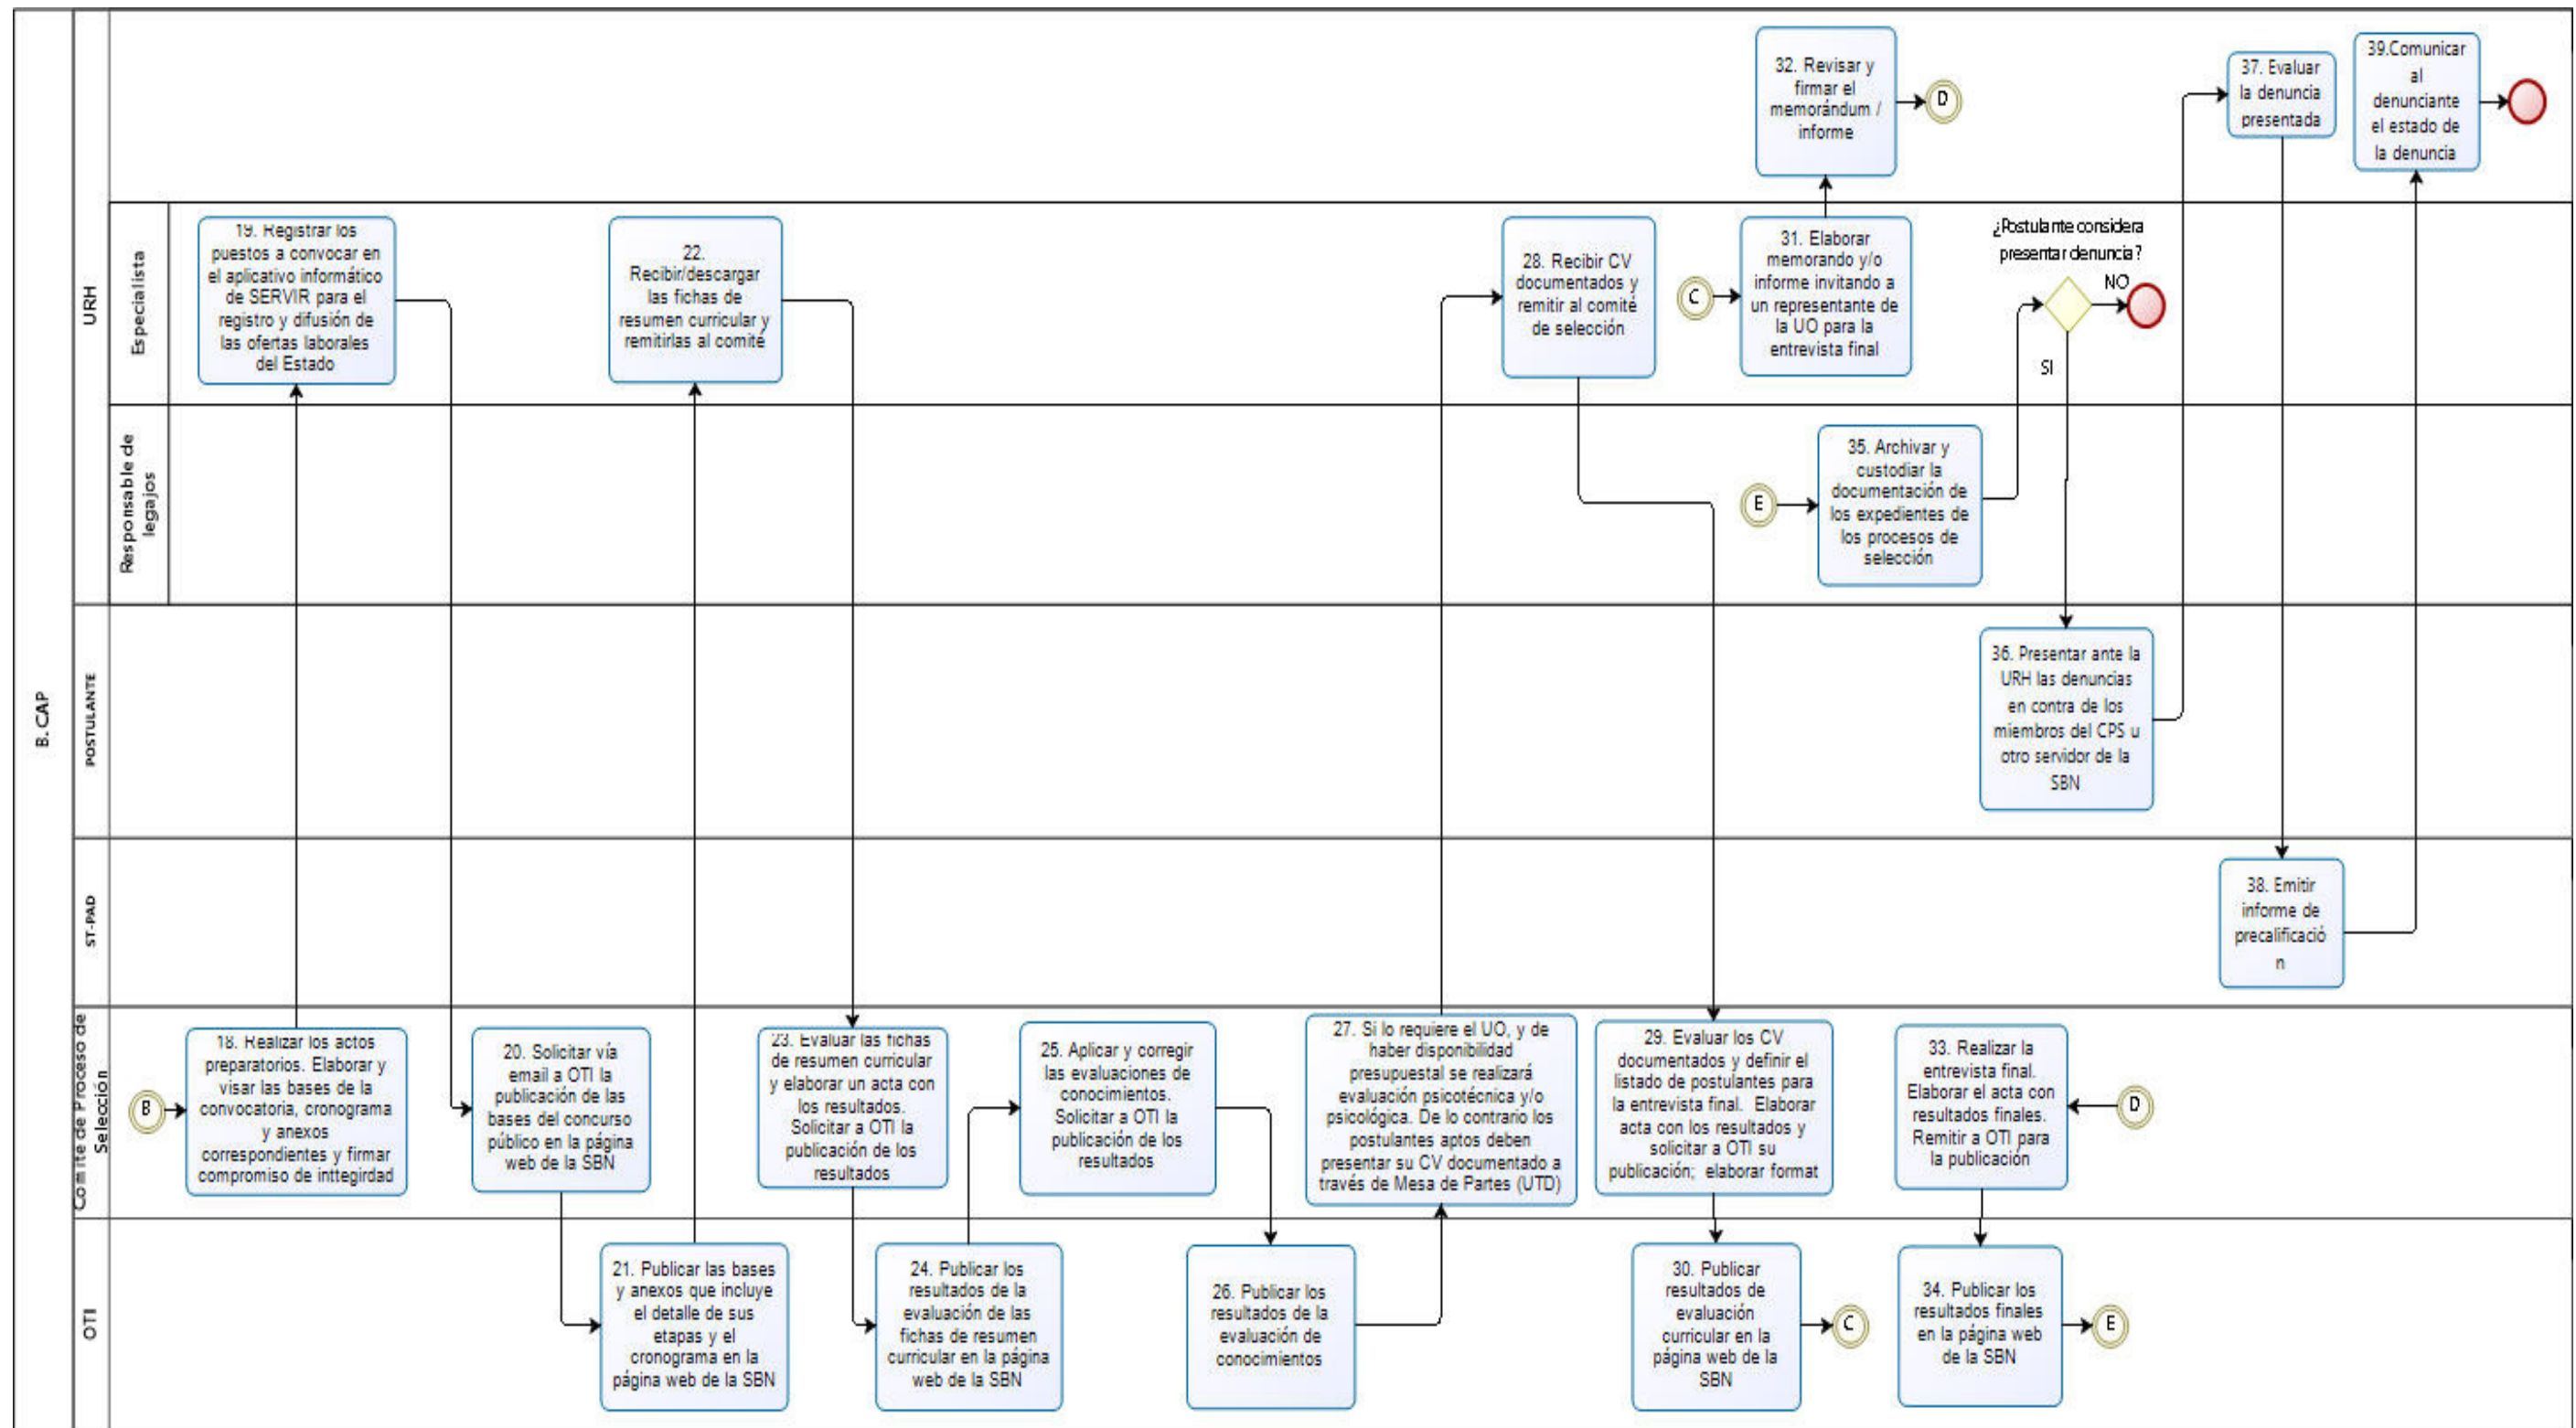 B. CAP
URH
32. Revisar y
firmar el
memorándum /
informe
D
37. Evaluar
la denuncia
presentada
39.Comunicar
al
denunciante
el estado de
la denuncia
Especialista
19. Registrar los
puestos a convocar en
el aplicativo informático
de SERVIR para el
registro y difusión de
las ofertas laborales
del Estado
22.
Recibir/descargar
las fichas de
resumen curricular y
remitirlas al comité
28. Recibir CV
documentados y
remitir al comité
de selección
C
31. Elaborar
memorando y/o
informe invitando a
un representante de
la UO para la
entrevista final
¿Postulante considera
presentar denuncia?
NO
SI
Responsable de
legajos
E
35. Archivar y
custodiar la
documentación de
los expedientes de
los procesos de
selección
POSTULANTE
36. Presentar ante la
URH las denuncias
en contra de los
miembros del CPS u
otro servidor de la
SBN
ST-PAD
38. Emitir
informe de
precalificació
n
Comite de Proceso de
Selección
B
18. Realizar los actos
preparatorios. Elaborar y
visar las bases de la
convocatoria, cronograma
y anexos
correspondientes y firmar
compromiso de inttegirdad
20. Solicitar vía
email a OTI la
publicación de las
bases del concurso
público en la página
web de la SBN
23. Evaluar las fichas
de resumen curricular
y elaborar un acta con
los resultados.
Solicitar a OTI la
publicación de los
resultados
25. Aplicar y corregir
las evaluaciones de
conocimientos.
Solicitar a OTI la
publicación de los
resultados
27. Si lo requiere el UO, y de
haber disponibilidad
presupuestal se realizará
evaluación psicotécnica y/o
psicológica. De lo contrario los
postulantes aptos deben
presentar su CV documentado a
través de Mesa de Partes (UTD)
29. Evaluar los CV
documentados y definir el
listado de postulantes para
la entrevista final. Elaborar
acta con los resultados y
solicitar a OTI su
publicación; elaborar format
33. Realizar la
entrevista final.
Elaborar el acta con
resultados finales.
Remitir a OTI para
la publicación
D
OTI
21. Publicar las bases
y anexos que incluye
el detalle de sus
etapas y el
cronograma en la
página web de la SBN
24. Publicar los
resultados de la
evaluación de las
fichas de resumen
curricular en la página
web de la SBN
26. Publicar los
resultados de la
evaluación de
conocimientos
30. Publicar
resultados de
evaluación
curricular en la
página web de la
SBN
C
34. Publicar los
resultados finales
en la página web
de la SBN
E